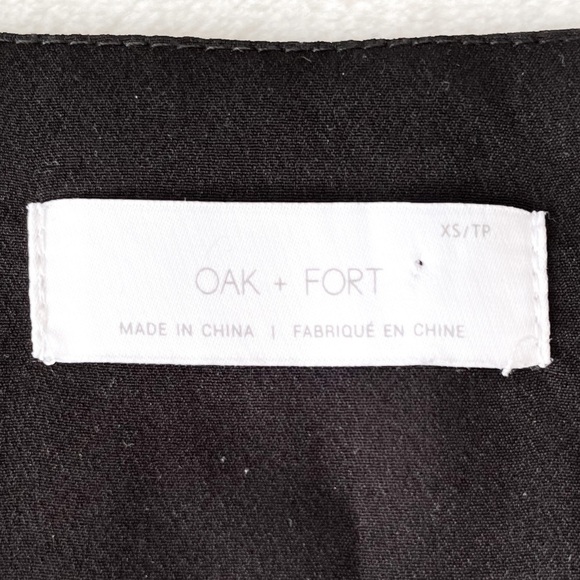 XS/TP
OAK + FORT
MADE IN CHINA | FABRIQUÉ EN CHINE